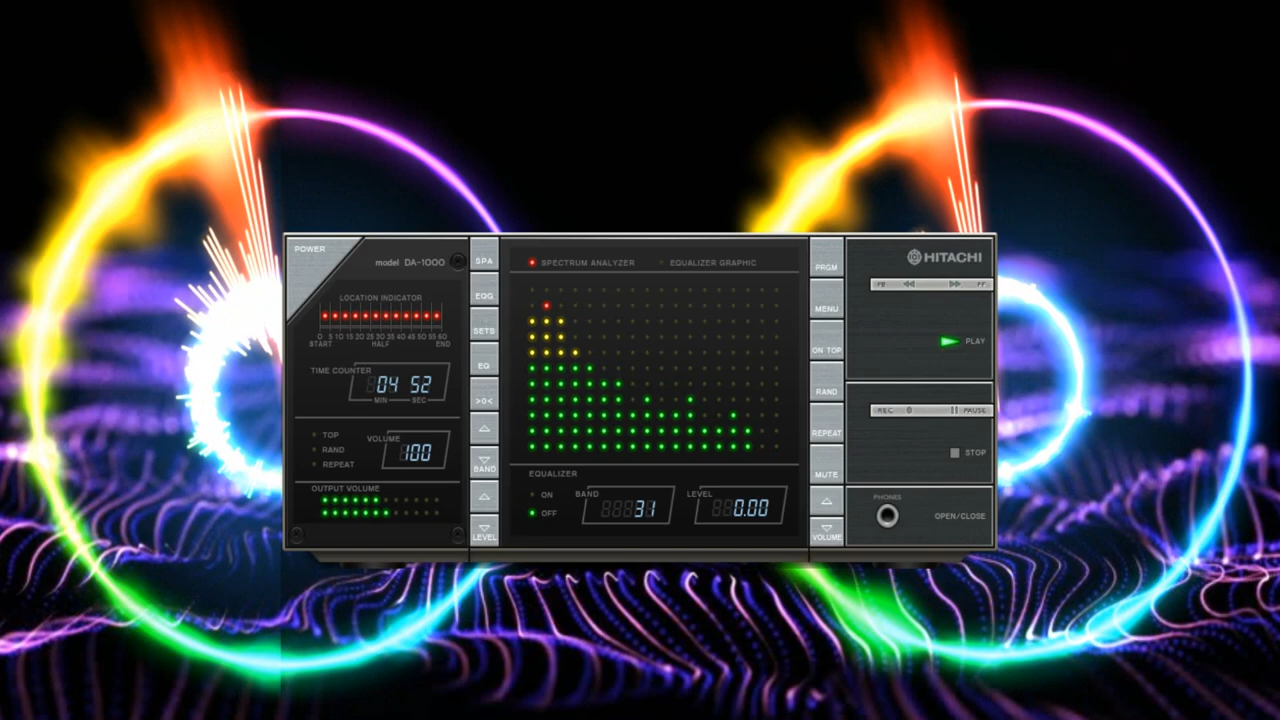 POWER
model DA-1000
LOCATION INDICATOR
0 5 10 15 20 25 30 35 40 45 50 55 60
START HALF END
TIME COUNTER
04 52
MIN SEC
TOP
RAND
REPEAT
VOLUME
100
OUTPUT VOLUME
SPA
EQG
SETS
EQ
>0<
BAND
LEVEL
SPECTRUM ANALYZER
EQUALIZER GRAPHIC
EQUALIZER
ON
OFF
BAND
31
LEVEL
0.00
PRGM
MENU
ON TOP
RAND
REPEAT
MUTE
VOLUME
HITACHI
FF
PLAY
REC
PAUSE
STOP
PHONES
OPEN/CLOSE